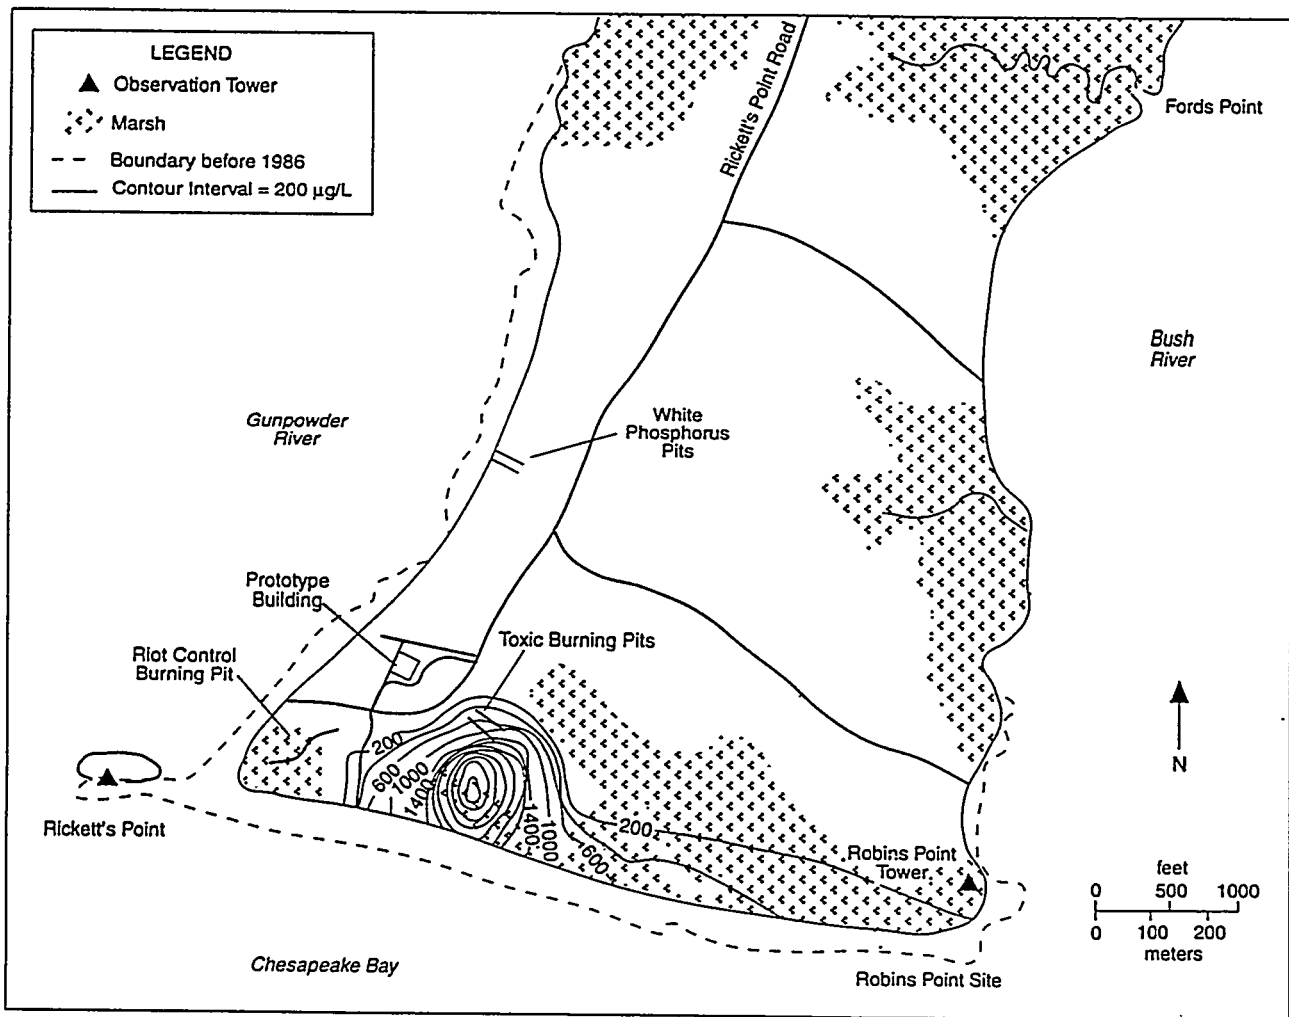 LEGEND
Observation Tower
Marsh
Boundary before 1986
Contour Interval = 200 µg/L
Rickett's Point Road
Fords Point
Bush
River
Gunpowder
River
White
Phosphorus
Pits
Prototype
Building
Toxic Burning Pits
Riot Control
Burning Pit
200
600
1000
1400
1400
1000
600
200
Rickett's Point
Robins Point
Tower
N
feet
0 500 1000
0 100 200
meters
Chesapeake Bay
Robins Point Site